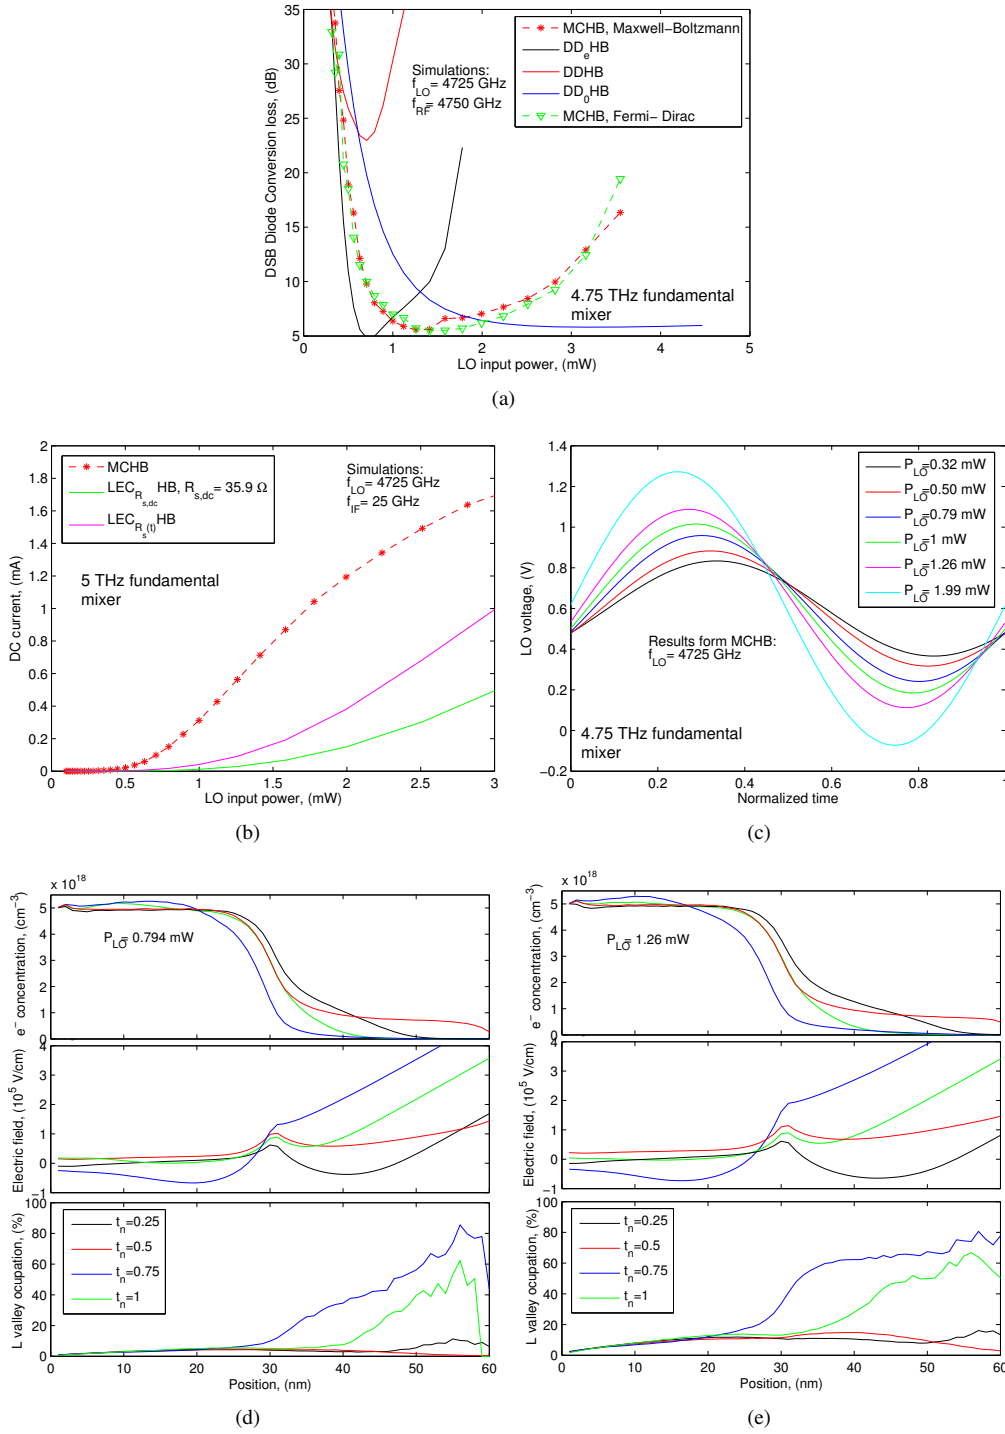 35
30
25
20
15
10
5
0
1
2
3
4
5
DSB Diode Conversion loss, (dB)
LO input power, (mW)
MCHB, Maxwell−Boltzmann
DD_eHB
DDHB
DD_0HB
MCHB, Fermi− Dirac
Simulations:
f_LO= 4725 GHz
f_RF= 4750 GHz
4.75 THz fundamental
mixer
(a)
2
1.8
1.6
1.4
1.2
1
0.8
0.6
0.4
0.2
0
0
0.5
1
1.5
2
2.5
3
DC current, (mA)
LO input power, (mW)
MCHB
LEC_{R_{s,dc}}HB, R_{s,dc}= 35.9 Ω
LEC_{R_s(t)}HB
Simulations:
f_LO= 4725 GHz
f_IF= 25 GHz
5 THz fundamental
mixer
(b)
1.4
1.2
1
0.8
0.6
0.4
0.2
0
−0.2
0
0.2
0.4
0.6
0.8
1
LO voltage, (V)
Normalized time
P_LO=0.32 mW
P_LO=0.50 mW
P_LO=0.79 mW
P_LO=1 mW
P_LO=1.26 mW
P_LO= 1.99 mW
Results form MCHB:
f_LO= 4725 GHz
4.75 THz fundamental
mixer
(c)
x 10^18
5
4
3
2
1
0
e− concentration, (cm^−3)
P_LO= 0.794 mW
4
3
2
1
0
−1
Electric field, (10^5 V/cm)
100
80
60
40
20
0
L valley ocupation, (%)
t_n=0.25
t_n=0.5
t_n=0.75
t_n=1
0
10
20
30
40
50
60
Position, (nm)
(d)
x 10^18
5
4
3
2
1
0
e− concentration, (cm^−3)
P_LO= 1.26 mW
4
3
2
1
0
−1
Electric field, (10^5 V/cm)
100
80
60
40
20
0
L valley ocupation, (%)
t_n=0.25
t_n=0.5
t_n=0.75
t_n=1
0
10
20
30
40
50
60
Position, (nm)
(e)